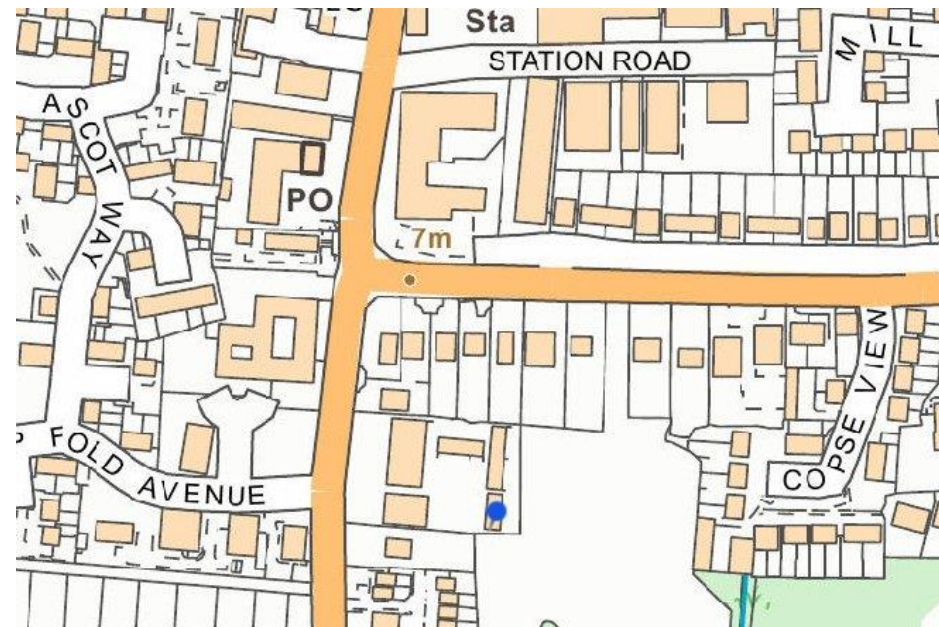 Sta
STATION ROAD
MILL
ASCOT WAY
PO
7m
COPSE VIEW
FOLD AVENUE